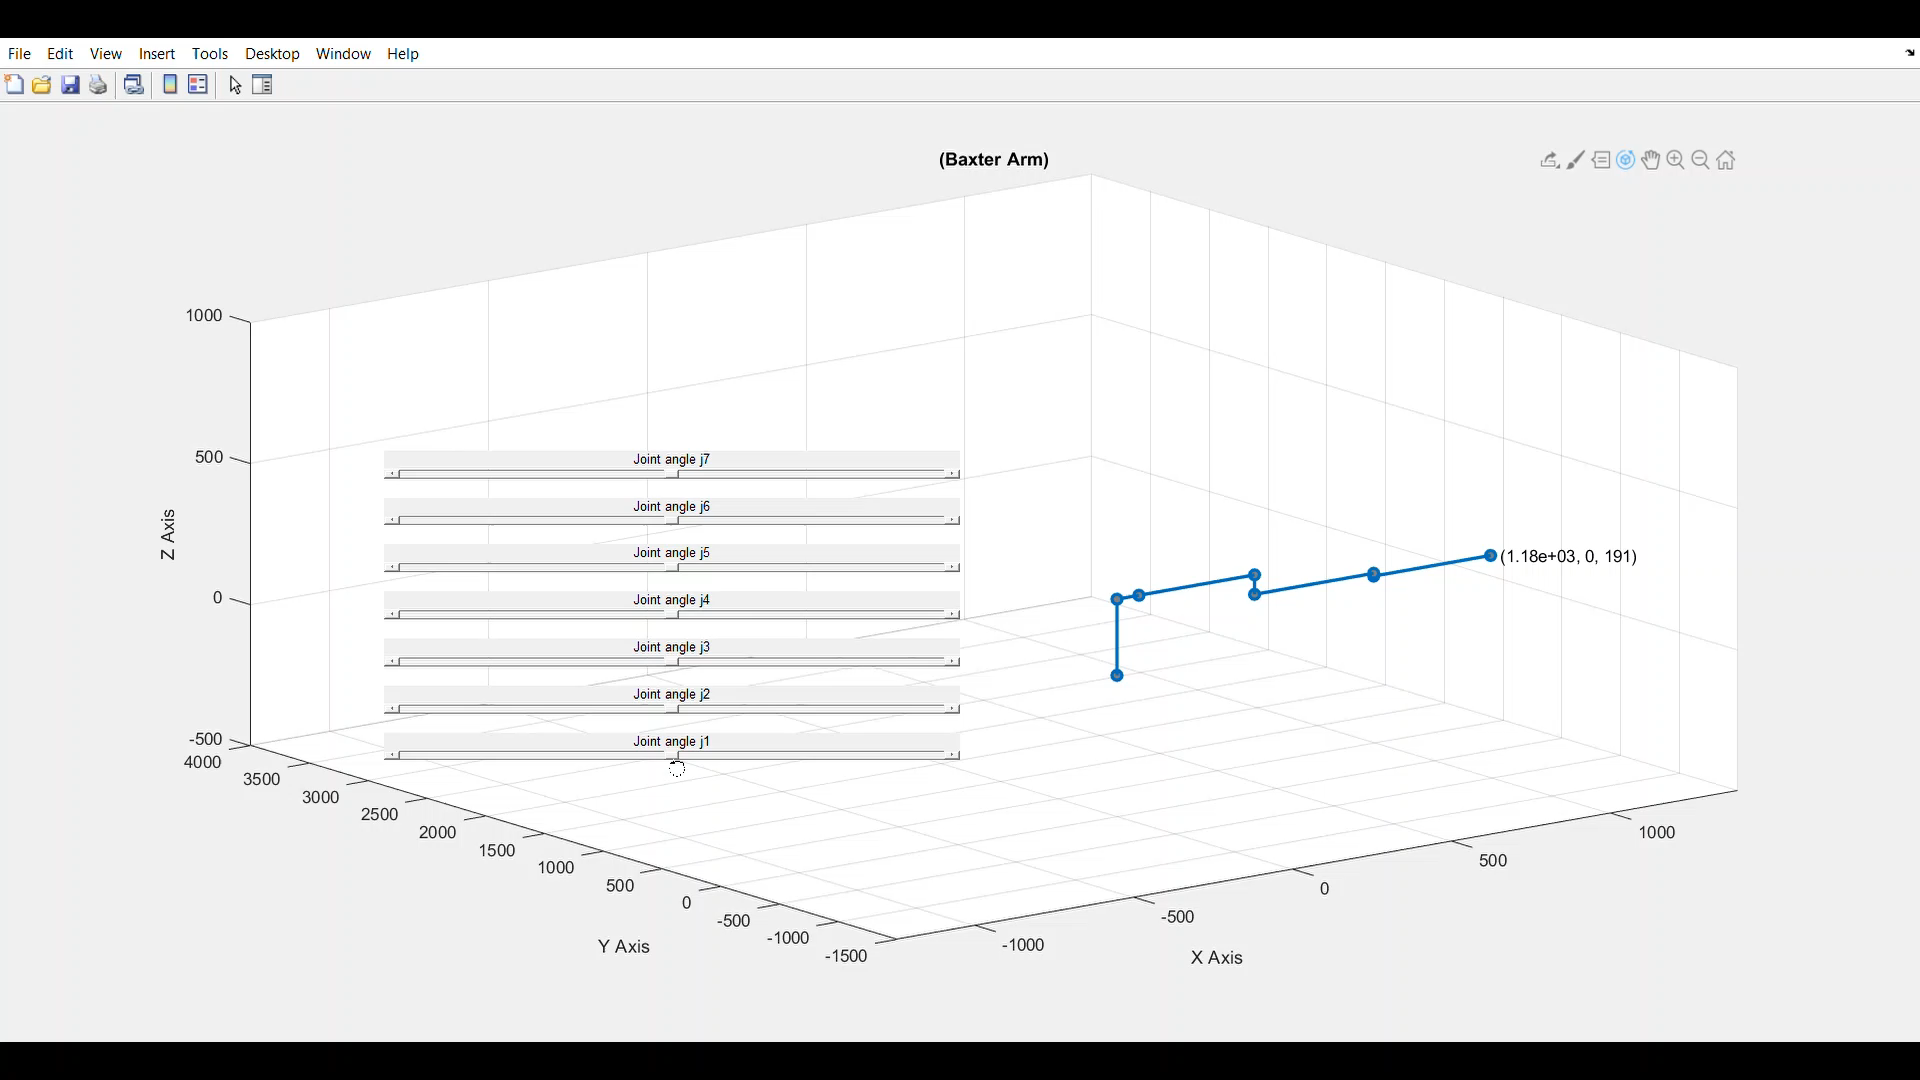 File Edit View Insert Tools Desktop Window Help
(Baxter Arm)
1000
500
0
-500
Z Axis
Joint angle j7
Joint angle j6
Joint angle j5
Joint angle j4
Joint angle j3
Joint angle j2
Joint angle j1
(1.18e+03, 0, 191)
4000
3500
3000
2500
2000
1500
1000
500
0
-500
-1000
-1500
Y Axis
-1000
-500
0
500
1000
X Axis